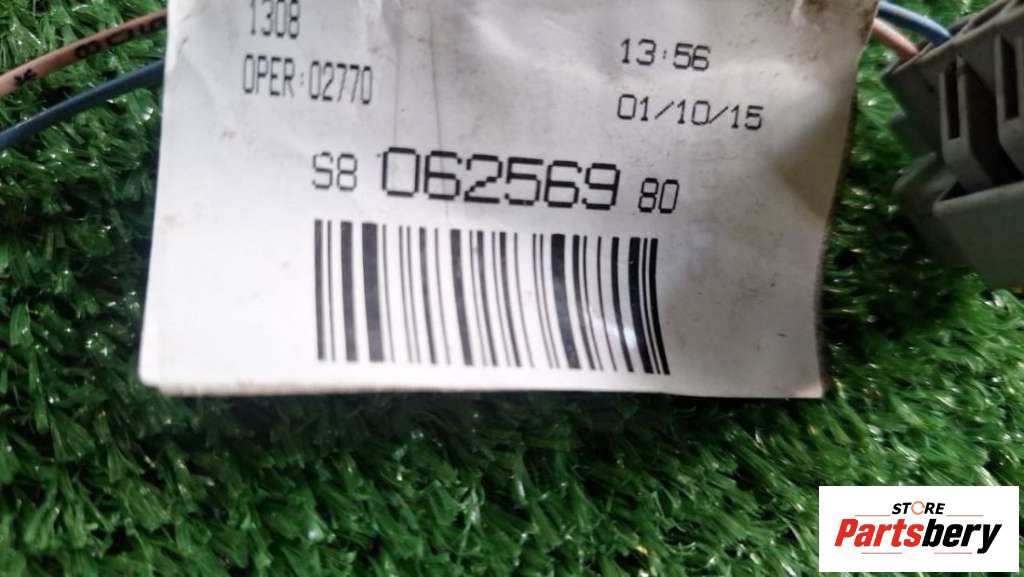 1308
13:56
OPER:02770
01/10/15
S8 062569 80
STORE
Partsbery